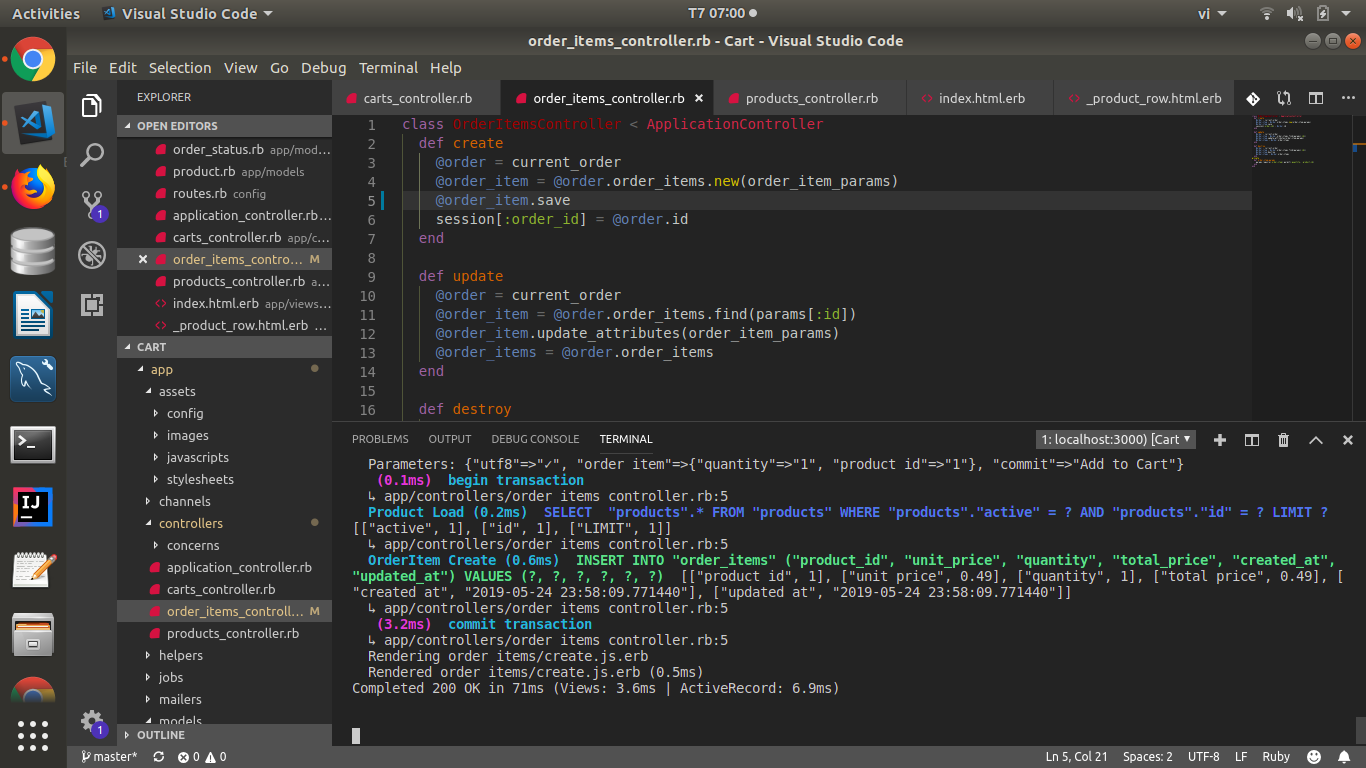 Activities
Visual Studio Code
T7 07:00
vi
order_items_controller.rb - Cart - Visual Studio Code
File Edit Selection View Go Debug Terminal Help
EXPLORER
OPEN EDITORS
order_status.rb app/mod...
product.rb app/models
routes.rb config
application_controller.rb...
carts_controller.rb app/c...
order_items_contro... M
products_controller.rb a...
index.html.erb app/views...
_product_row.html.erb ...
CART
app
assets
config
images
javascripts
stylesheets
channels
controllers
concerns
application_controller.rb
carts_controller.rb
order_items_controll... M
products_controller.rb
helpers
jobs
mailers
models
OUTLINE
1
1
carts_controller.rb
order_items_controller.rb
products_controller.rb
index.html.erb
_product_row.html.erb
1 class OrderItemsController < ApplicationController
2 def create
3 @order = current_order
4 @order_item = @order.order_items.new(order_item_params)
5 @order_item.save
6 session[:order_id] = @order.id
7 end
8
9 def update
10 @order = current_order
11 @order_item = @order.order_items.find(params[:id])
12 @order_item.update_attributes(order_item_params)
13 @order_items = @order.order_items
14 end
15
16 def destroy
PROBLEMS OUTPUT DEBUG CONSOLE TERMINAL
1: localhost:3000) [Cart
Parameters: {"utf8"=>"✓", "order item"=>{"quantity"=>"1", "product id"=>"1"}, "commit"=>"Add to Cart"}
(0.1ms) begin transaction
↳ app/controllers/order items controller.rb:5
Product Load (0.2ms) SELECT "products".* FROM "products" WHERE "products"."active" = ? AND "products"."id" = ? LIMIT ?
[["active", 1], ["id", 1], ["LIMIT", 1]]
↳ app/controllers/order items controller.rb:5
OrderItem Create (0.6ms) INSERT INTO "order_items" ("product_id", "unit_price", "quantity", "total_price", "created_at",
"updated_at") VALUES (?, ?, ?, ?, ?, ?) [["product id", 1], ["unit price", 0.49], ["quantity", 1], ["total price", 0.49], [
"created at", "2019-05-24 23:58:09.771440"], ["updated at", "2019-05-24 23:58:09.771440"]]
↳ app/controllers/order items controller.rb:5
(3.2ms) commit transaction
↳ app/controllers/order items controller.rb:5
Rendering order items/create.js.erb
Rendered order items/create.js.erb (0.5ms)
Completed 200 OK in 71ms (Views: 3.6ms | ActiveRecord: 6.9ms)
master*
0 0
Ln 5, Col 21 Spaces: 2 UTF-8 LF Ruby